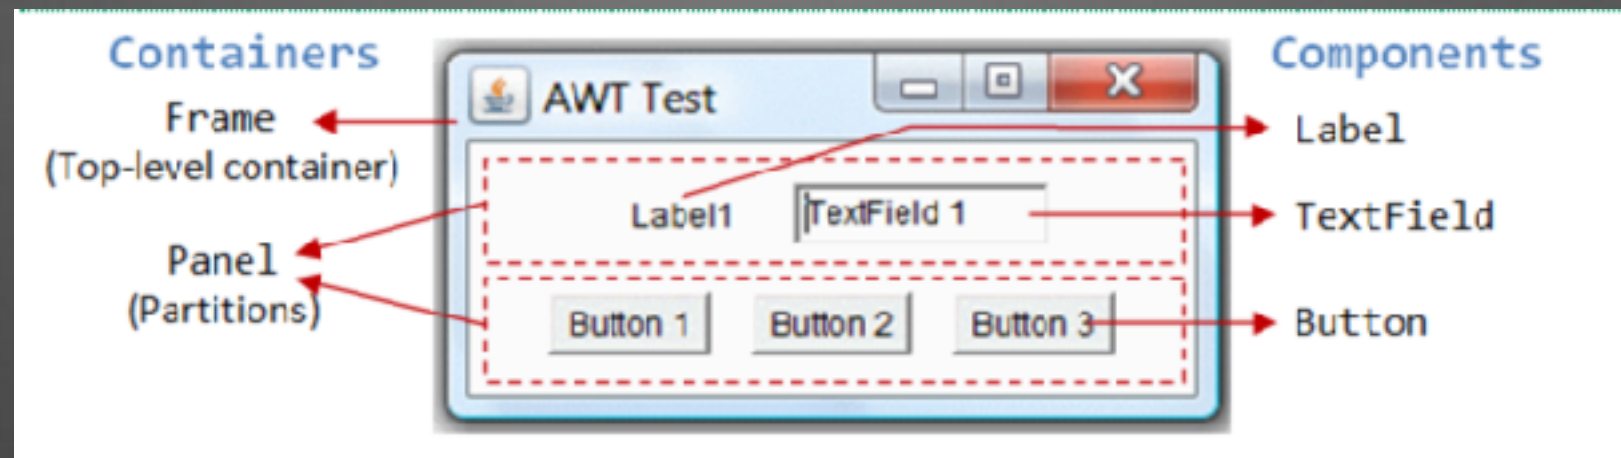 Containers
Components
AWT Test
Frame
(Top-level container)
Label
Label1
TextField 1
TextField
Panel
(Partitions)
Button 1
Button 2
Button 3
Button